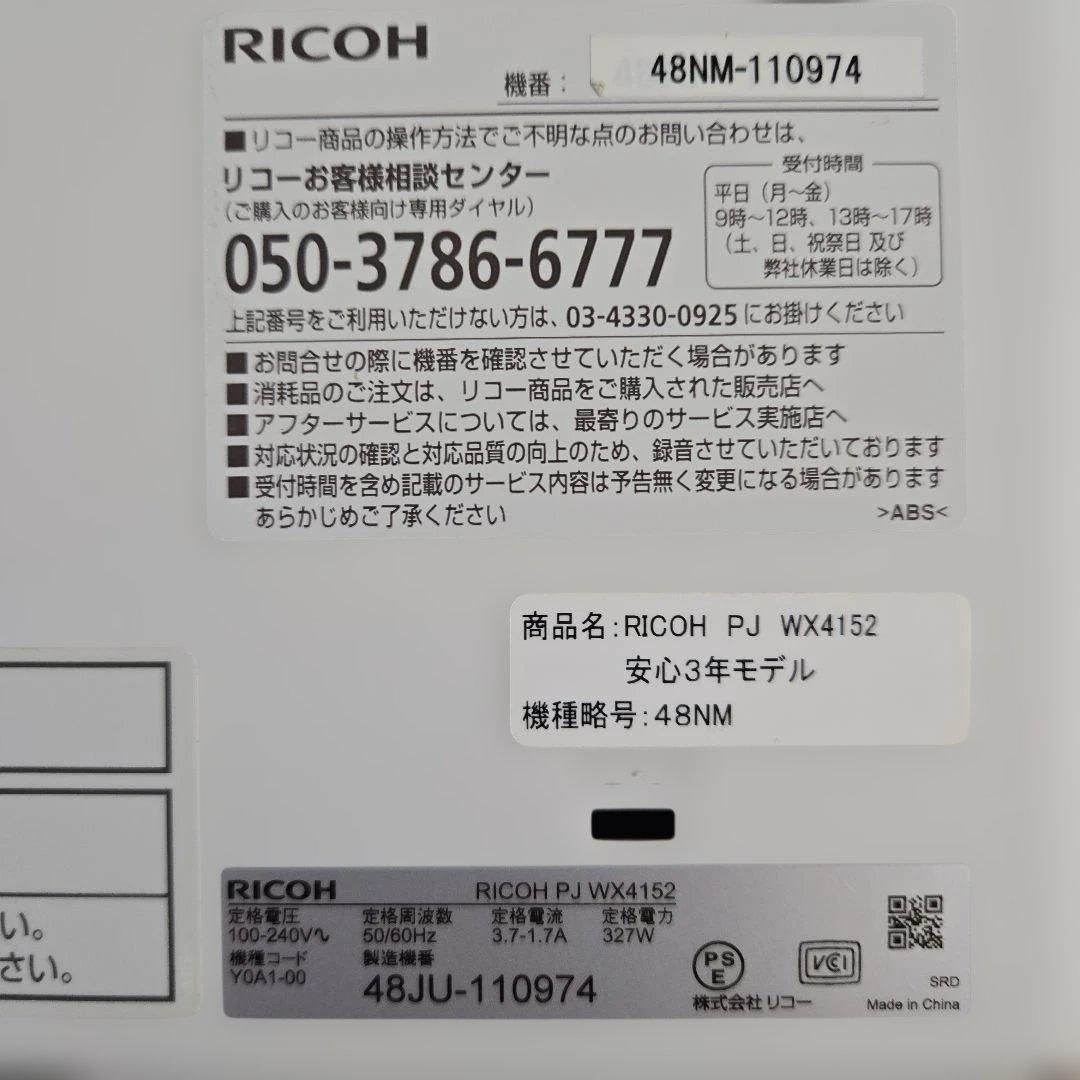 RICOH
機番： 48NM-110974
■リコー商品の操作方法でご不明な点のお問い合わせは、
リコーお客様相談センター
（ご購入のお客様向け専用ダイヤル）
050-3786-6777
受付時間
平日（月～金）
9時～12時、13時～17時
（土、日、祝祭日 及び
弊社休業日は除く）
上記番号をご利用いただけない方は、03-4330-0925にお掛けください
■お問合せの際に機番を確認させていただく場合があります
■消耗品のご注文は、リコー商品をご購入された販売店へ
■アフターサービスについては、最寄りのサービス実施店へ
■対応状況の確認と対応品質の向上のため、録音させていただいております
■受付時間を含め記載のサービス内容は予告無く変更になる場合があります
あらかじめご了承ください
>ABS<
商品名:RICOH PJ WX4152
安心3年モデル
機種略号:48NM
い。
さい。
RICOH RICOH PJ WX4152
定格電圧 定格周波数 定格電流 定格電力
100-240V∿ 50/60Hz 3.7-1.7A 327W
機種コード 製造機番
Y0A1-00 48JU-110974
PSE
VCI
株式会社リコー
SRD
Made in China